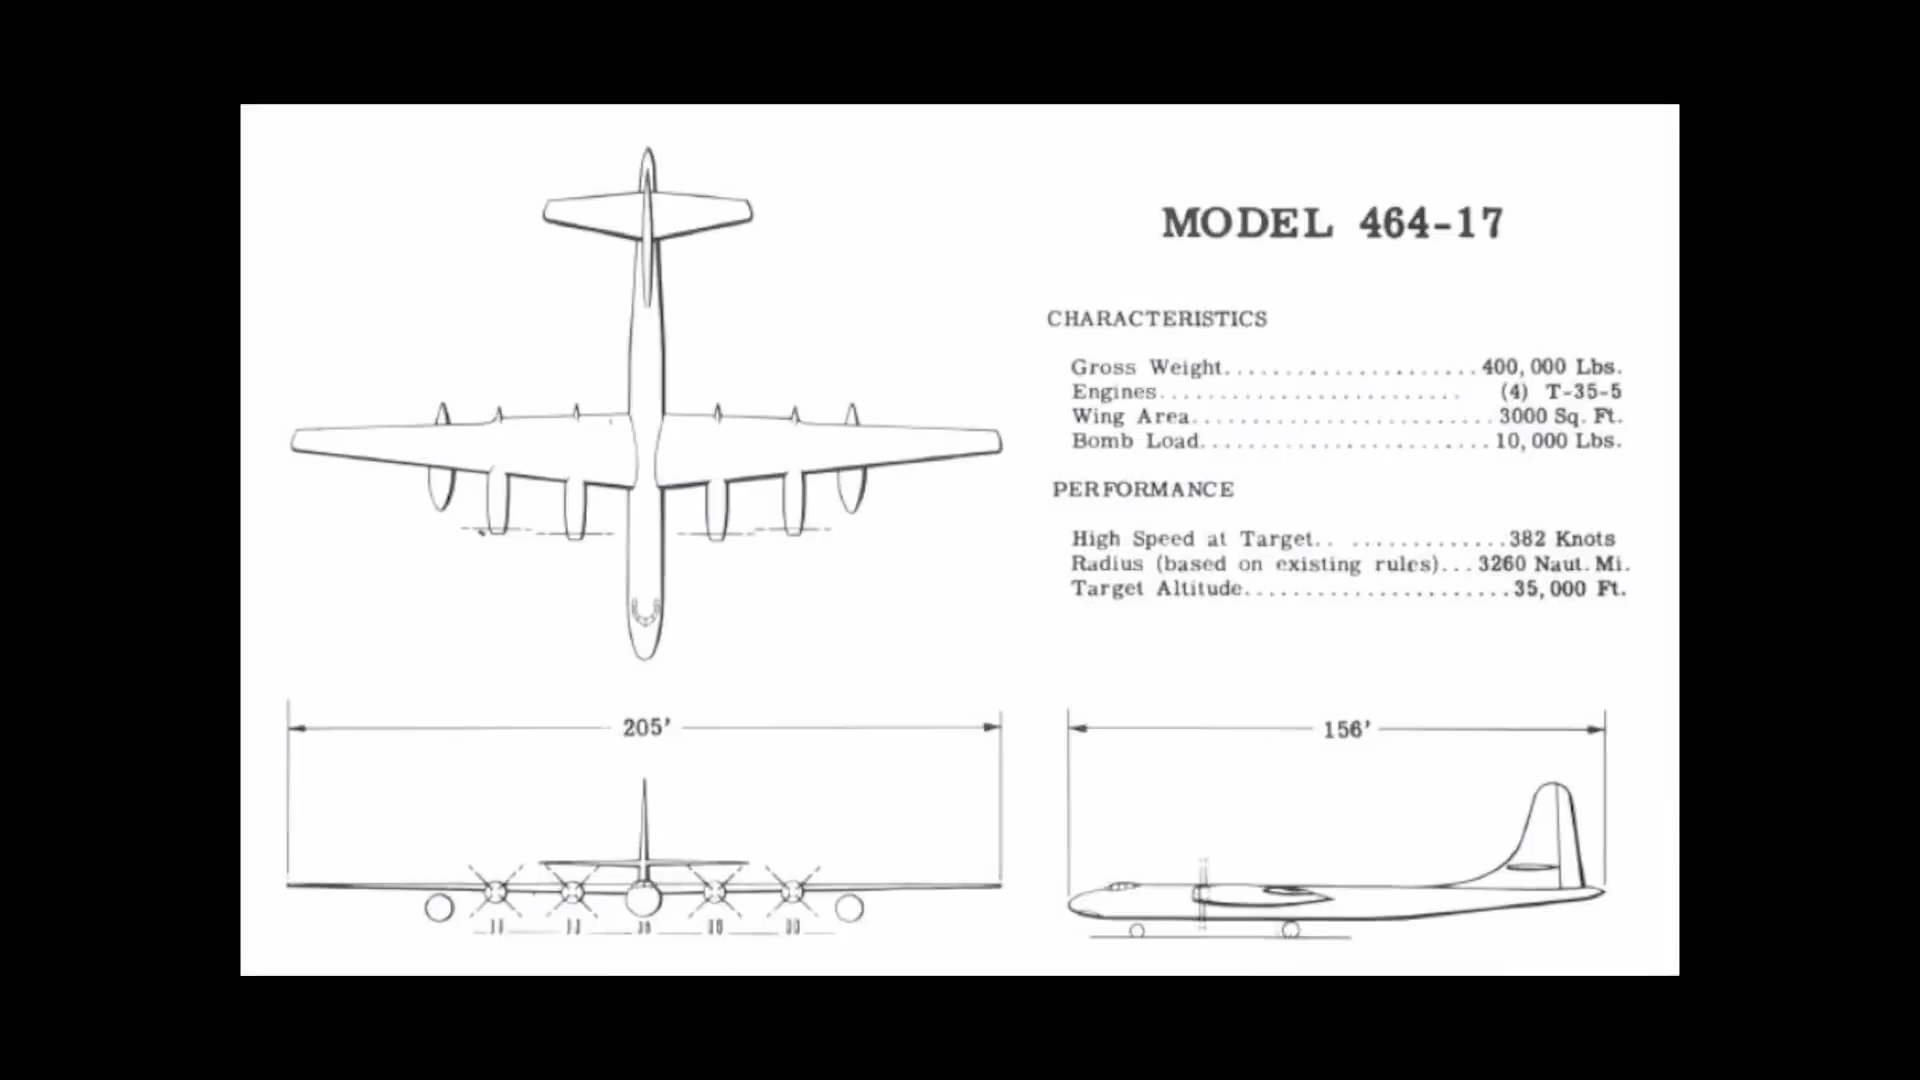 MODEL 464-17
CHARACTERISTICS
Gross Weight.....................400,000 Lbs.
Engines......................... (4) T-35-5
Wing Area.........................3000 Sq. Ft.
Bomb Load........................10,000 Lbs.
PERFORMANCE
High Speed at Target.. .............382 Knots
Radius (based on existing rules)...3260 Naut. Mi.
Target Altitude......................35,000 Ft.
205'
156'